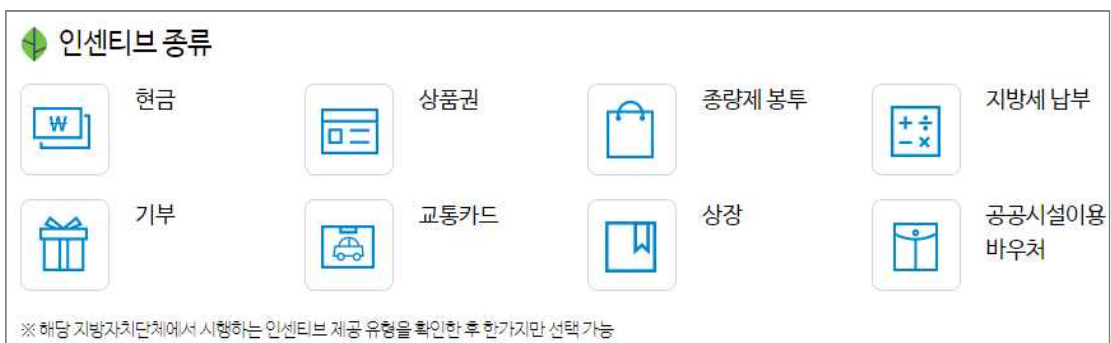 인센티브 종류
현금
상품권
종량제 봉투
지방세 납부
기부
교통카드
상장
공공시설이용
바우처
※ 해당 지방자치단체에서 시행하는 인센티브 제공 유형을 확인한 후 한가지만 선택 가능